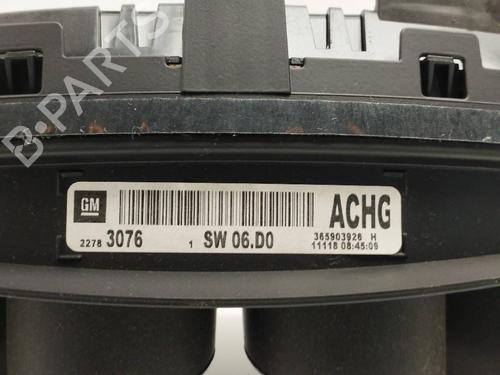 B-PARTS
GM
ACHG
2278 3076 1 SW 06.D0 365903926 H
11118 08:45:09